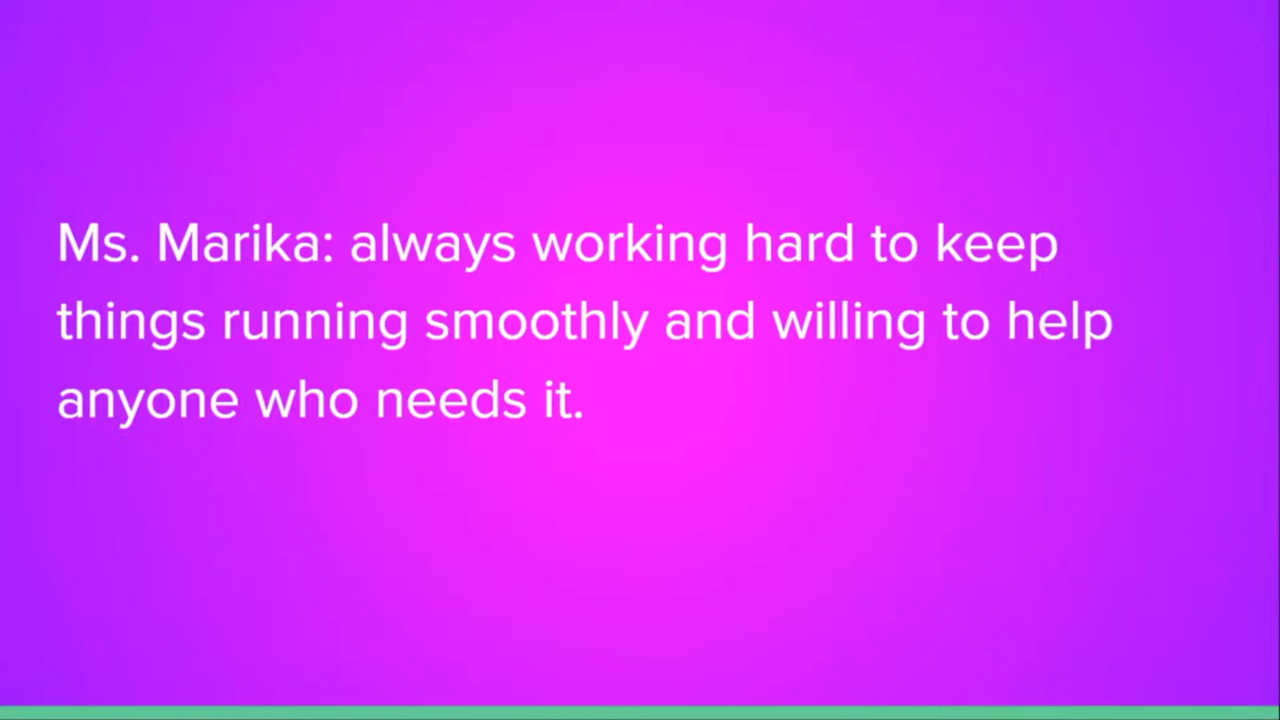 Ms. Marika: always working hard to keep
things running smoothly and willing to help
anyone who needs it.